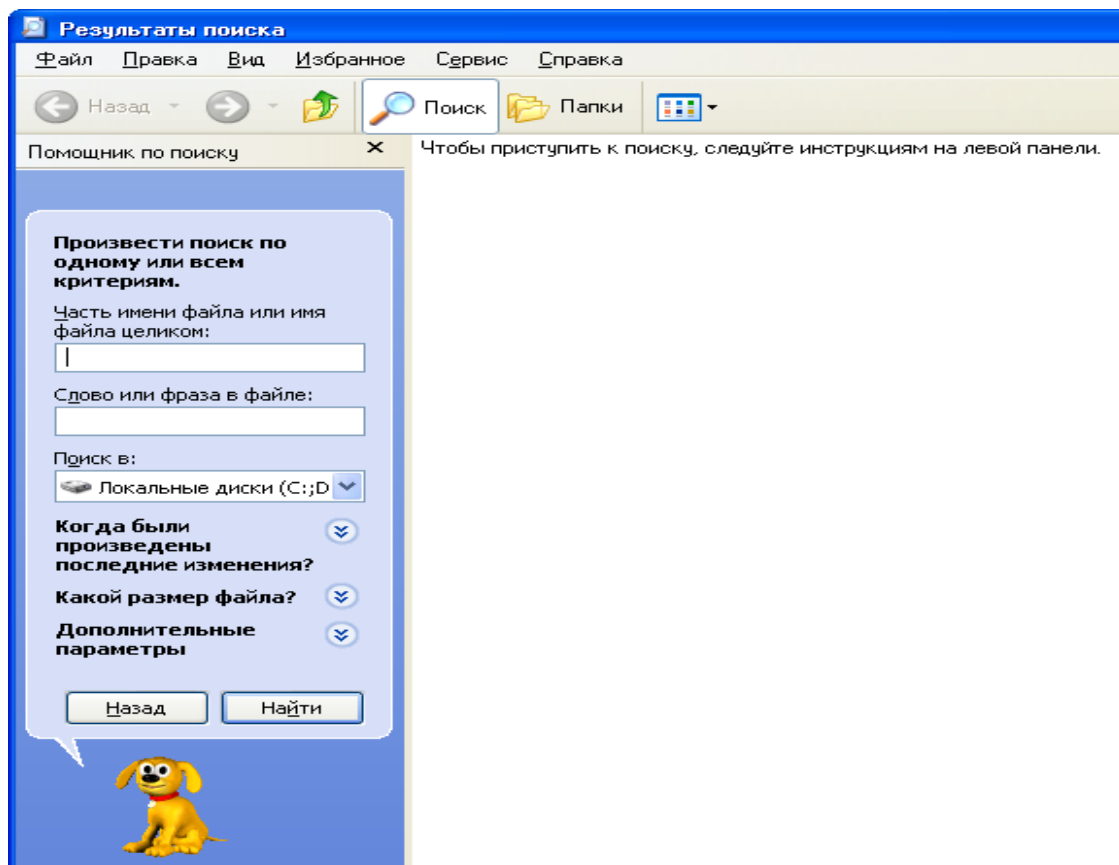 Результаты поиска
Файл Правка Вид Избранное Сервис Справка
Назад Поиск Папки
Помощник по поиску
Чтобы приступить к поиску, следуйте инструкциям на левой панели.
Произвести поиск по
одному или всем
критериям.
Часть имени файла или имя
файла целиком:
Слово или фраза в файле:
Поиск в:
Локальные диски (C:;D
Когда были
произведены
последние изменения?
Какой размер файла?
Дополнительные
параметры
Назад Найти